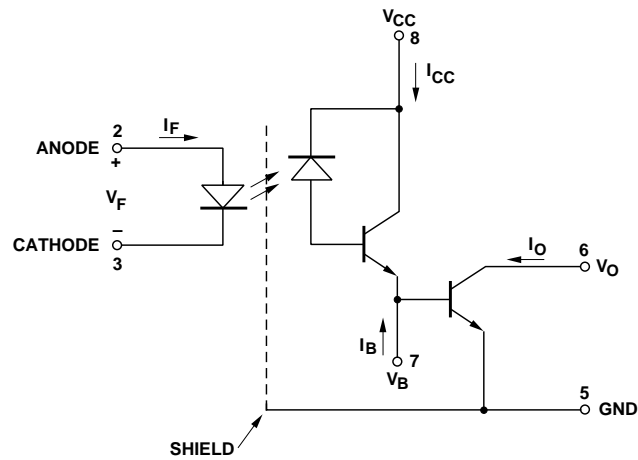 VCC
8
ICC
2
IF
ANODE
+
VF
–
CATHODE
3
IO
6
VO
IB
7
VB
5
GND
SHIELD